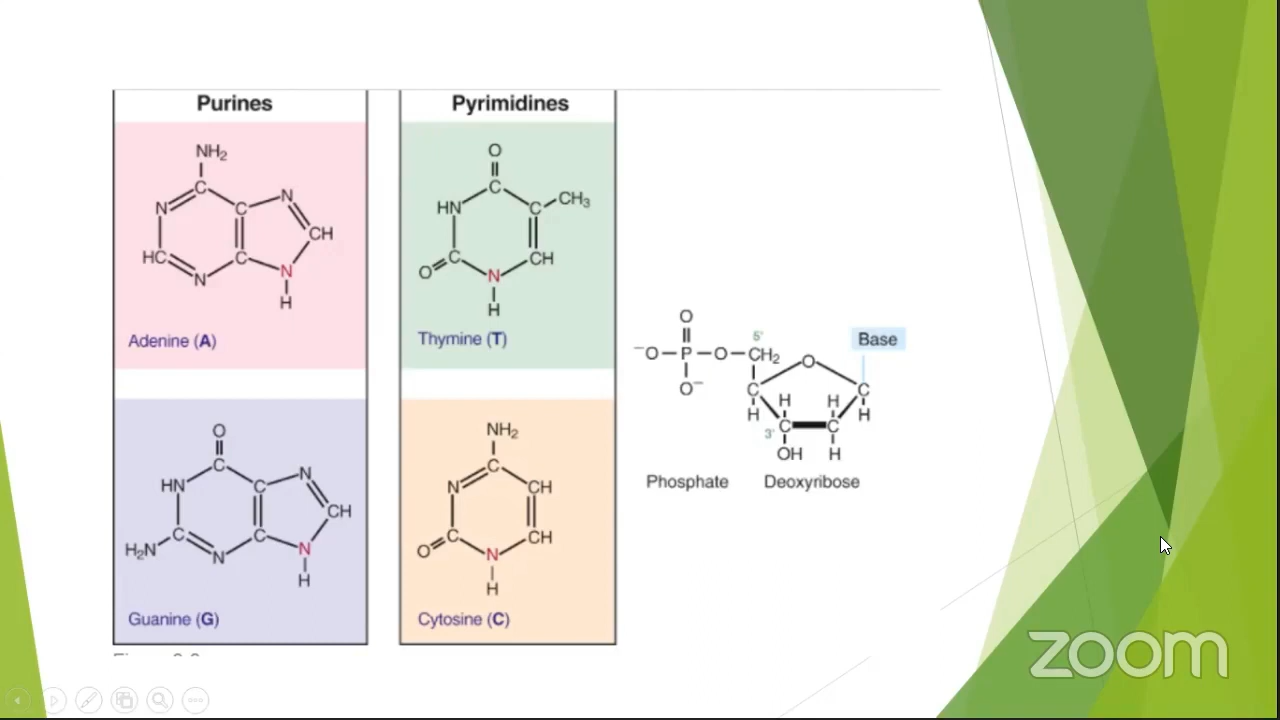 Purines
NH2
N
C
C
N
CH
HC
N
C
N
H
Adenine (A)
O
HN
C
C
N
CH
H2N
C
N
C
N
H
Guanine (G)
Pyrimidines
O
C
HN
C
CH3
O
C
N
CH
H
Thymine (T)
NH2
C
N
CH
O
C
N
CH
H
Cytosine (C)
O
⁻O—P—O—CH2
5'
O⁻
O
Base
C
H
H
H
C
H
3'
C
C
OH
H
Phosphate
Deoxyribose
zoom